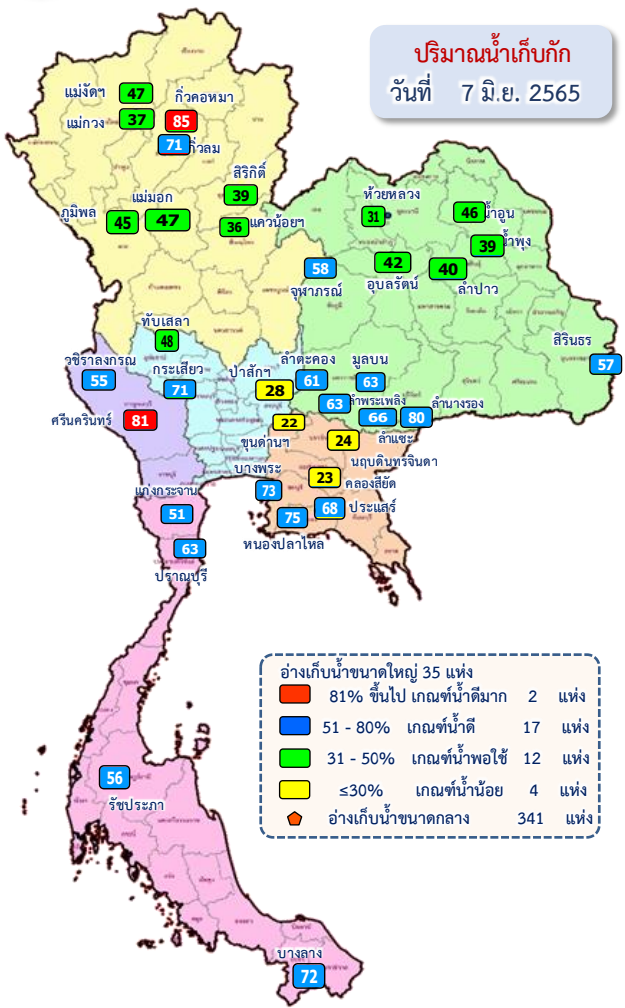 ปริมาณน้ำเก็บกัก
วันที่ 7 มิ.ย. 2565
แม่งัดฯ 47
กิ่วคอหมา
แม่กวง 37
85
71 กิ่วลม
สิริกิติ์
39
แม่มอก
ภูมิพล 45
47
36 แควน้อยฯ
ห้วยหลวง
31
46 น้ำอูน
39 น้ำพุง
42
อุบลรัตน์
40
ลำปาว
58
จุฬาภรณ์
สิรินธร
57
ทับเสลา
48
วชิราลงกรณ
55
กระเสียว
71
ป่าสักฯ
28
ลำตะคอง
61
มูลบน
63
63
ลำพระเพลิง
66
ลำแซะ
80
ลำนางรอง
ศรีนครินทร์ 81
22
ขุนด่านฯ
24
นฤบดินทรจินดา
23
คลองสียัด
บางพระ
73
68 ประแสร์
75
หนองปลาไหล
แก่งกระจาน
51
63
ปราณบุรี
56
รัชประภา
บางลาง
72
อ่างเก็บน้ำขนาดใหญ่ 35 แห่ง
81% ขึ้นไป เกณฑ์น้ำดีมาก 2 แห่ง
51 - 80% เกณฑ์น้ำดี 17 แห่ง
31 - 50% เกณฑ์น้ำพอใช้ 12 แห่ง
≤30% เกณฑ์น้ำน้อย 4 แห่ง
อ่างเก็บน้ำขนาดกลาง 341 แห่ง